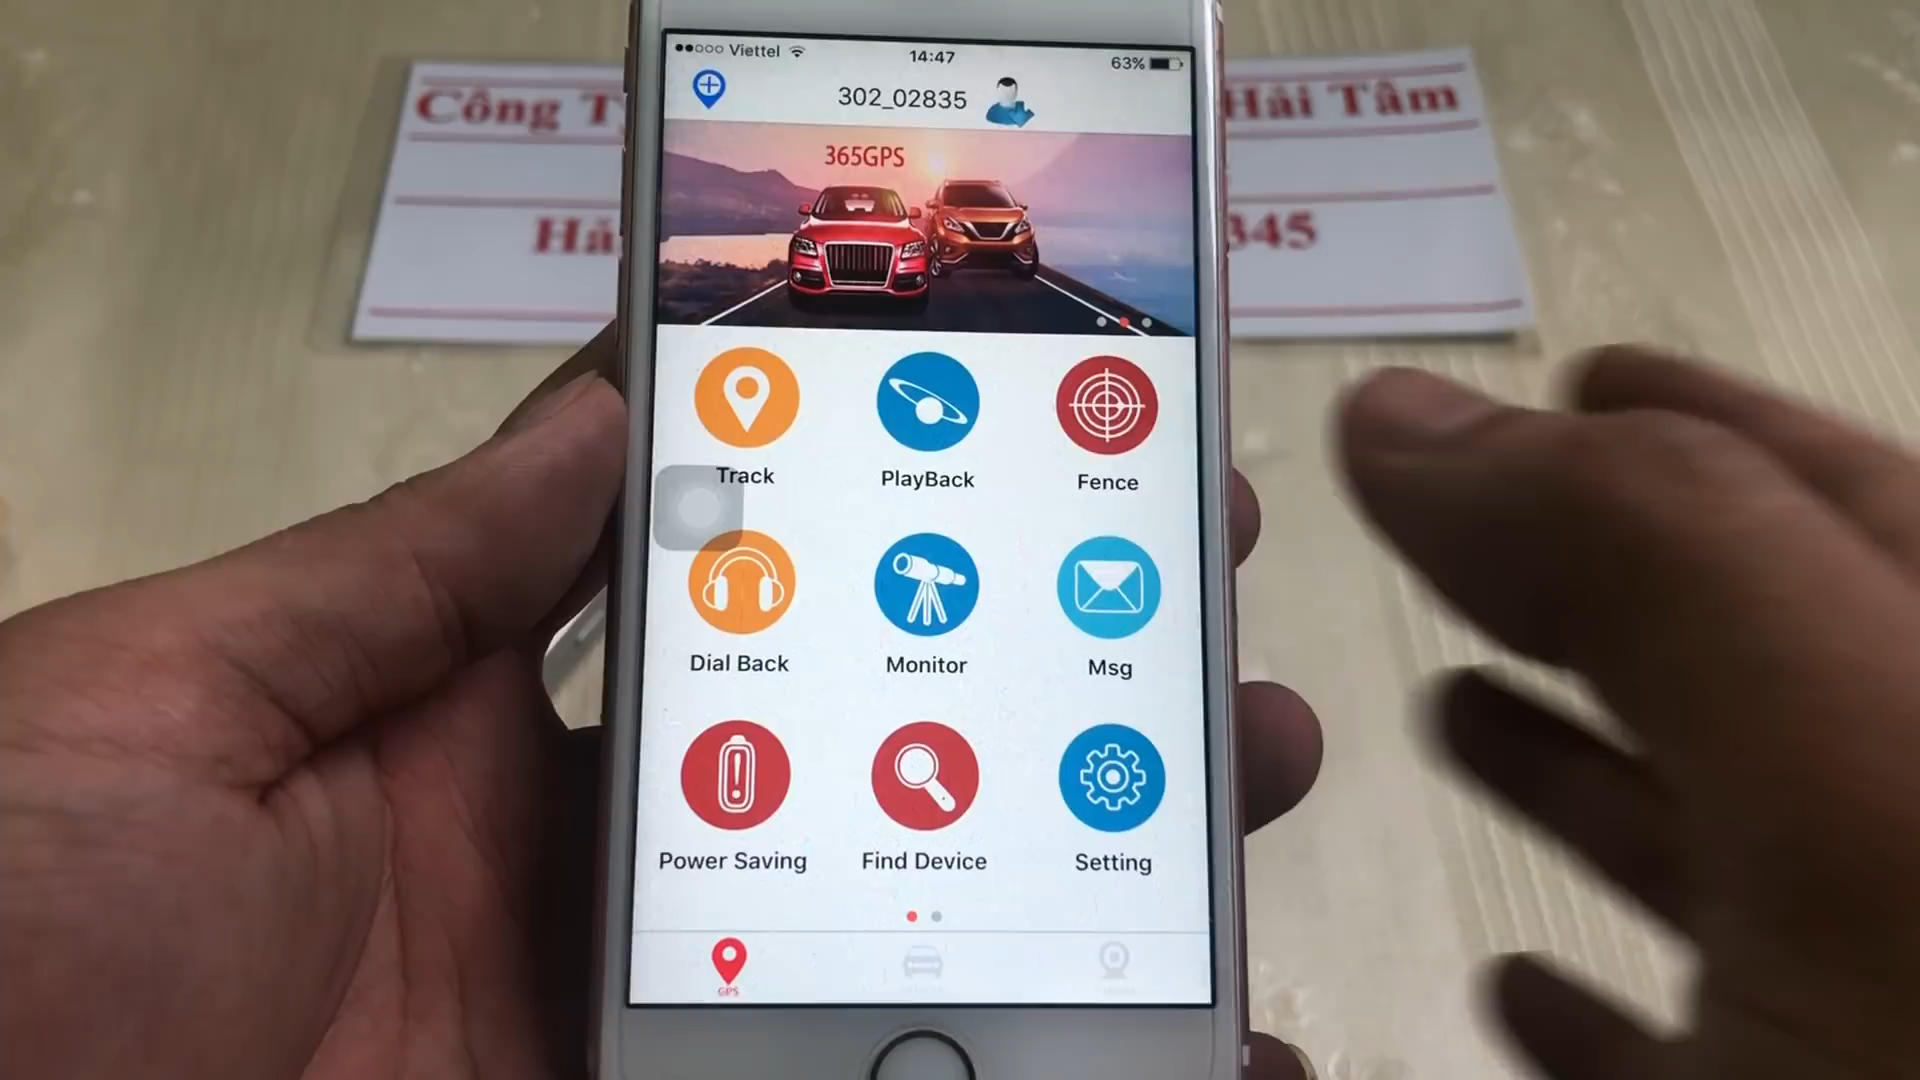 Công T
Hải Tâm
345
Viettel
14:47
63%
302_02835
365GPS
Track
PlayBack
Fence
Dial Back
Monitor
Msg
Power Saving
Find Device
Setting
GPS